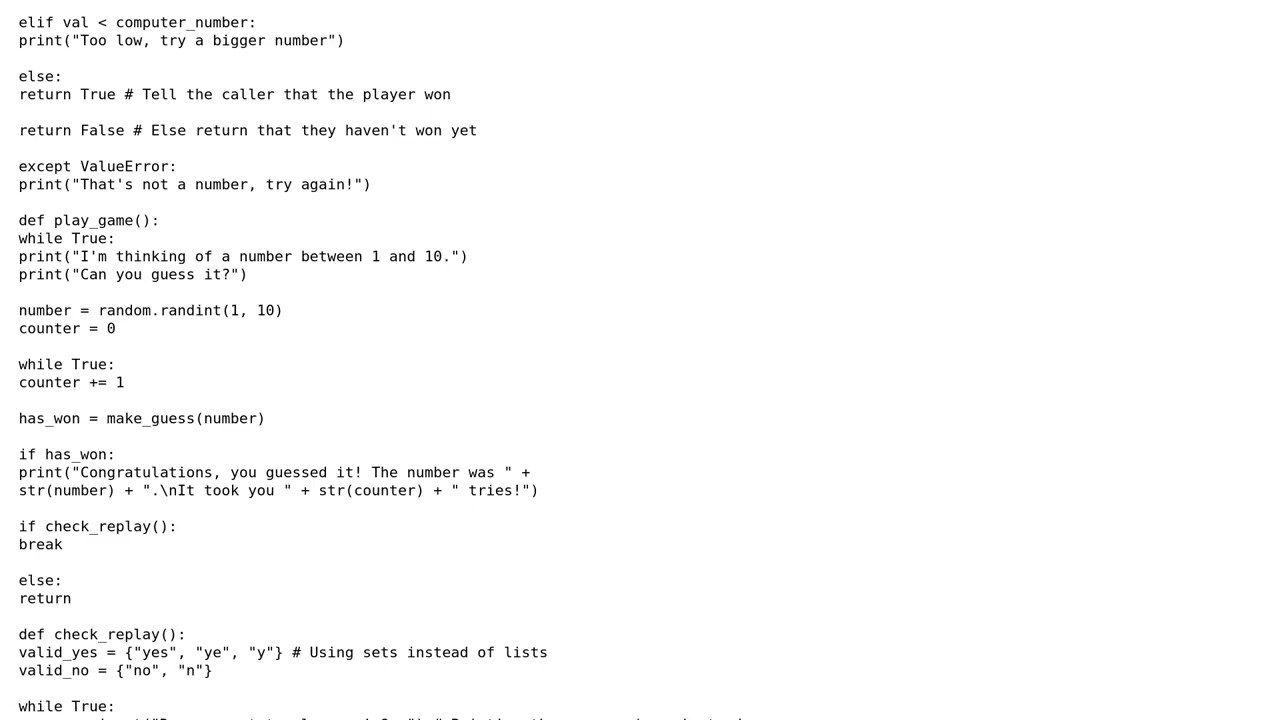 elif val < computer_number:
print("Too low, try a bigger number")
else:
return True # Tell the caller that the player won
return False # Else return that they haven't won yet
except ValueError:
print("That's not a number, try again!")
def play_game():
while True:
print("I'm thinking of a number between 1 and 10.")
print("Can you guess it?")
number = random.randint(1, 10)
counter = 0
while True:
counter += 1
has_won = make_guess(number)
if has_won:
print("Congratulations, you guessed it! The number was " +
str(number) + ".\nIt took you " + str(counter) + " tries!")
if check_replay():
break
else:
return
def check_replay():
valid_yes = {"yes", "ye", "y"} # Using sets instead of lists
valid_no = {"no", "n"}
while True: